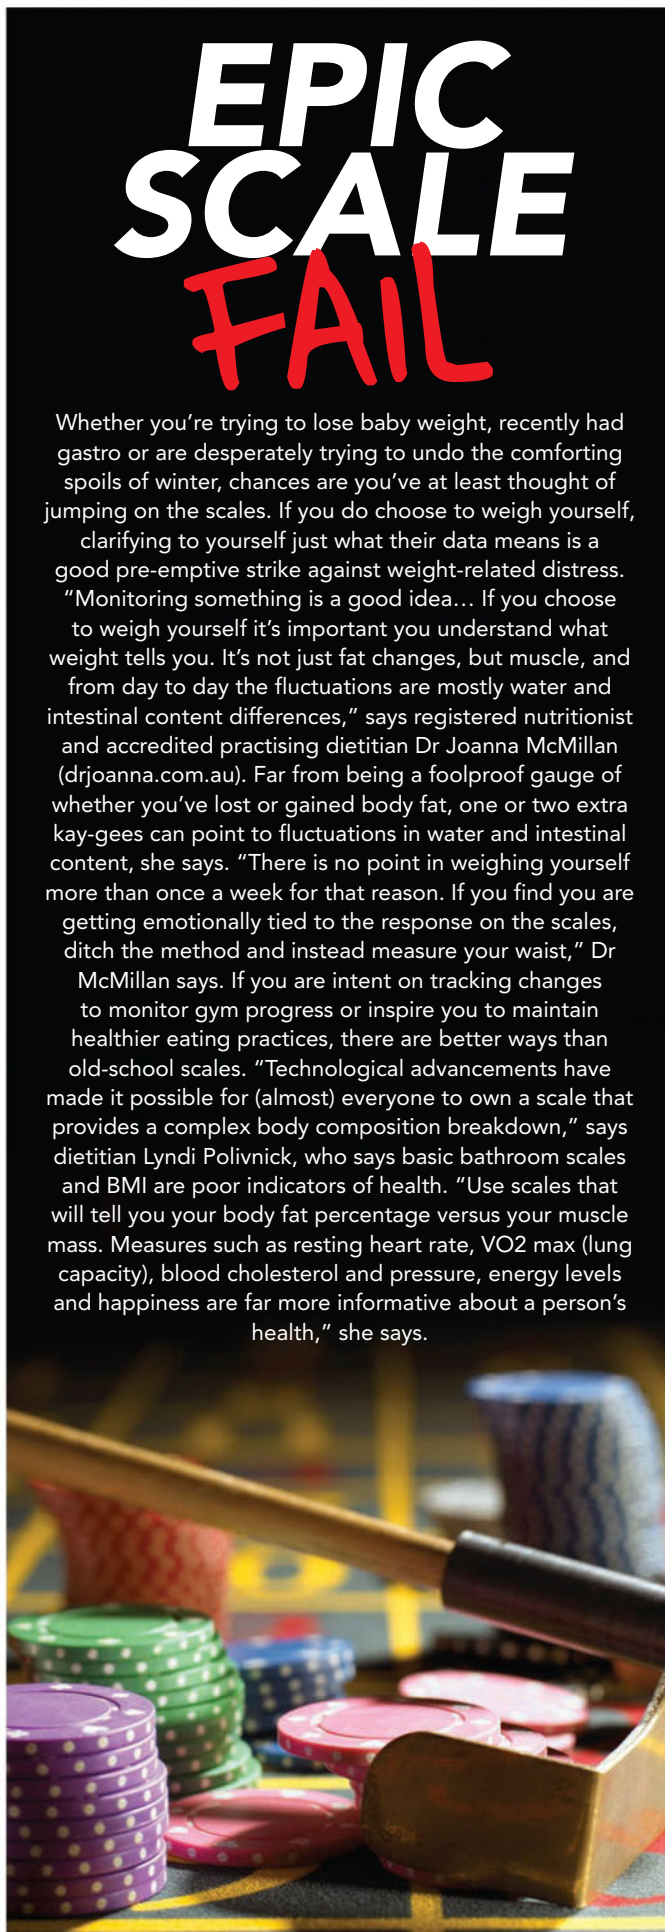 EPIC
SCALE
FAIL
Whether you’re trying to lose baby weight, recently had
gastro or are desperately trying to undo the comforting
spoils of winter, chances are you’ve at least thought of
jumping on the scales. If you do choose to weigh yourself,
clarifying to yourself just what their data means is a
good pre-emptive strike against weight-related distress.
“Monitoring something is a good idea… If you choose
to weigh yourself it’s important you understand what
weight tells you. It’s not just fat changes, but muscle, and
from day to day the fluctuations are mostly water and
intestinal content differences,” says registered nutritionist
and accredited practising dietitian Dr Joanna McMillan
(drjoanna.com.au). Far from being a foolproof gauge of
whether you’ve lost or gained body fat, one or two extra
kay-gees can point to fluctuations in water and intestinal
content, she says. “There is no point in weighing yourself
more than once a week for that reason. If you find you are
getting emotionally tied to the response on the scales,
ditch the method and instead measure your waist,” Dr
McMillan says. If you are intent on tracking changes
to monitor gym progress or inspire you to maintain
healthier eating practices, there are better ways than
old-school scales. “Technological advancements have
made it possible for (almost) everyone to own a scale that
provides a complex body composition breakdown,” says
dietitian Lyndi Polivnick, who says basic bathroom scales
and BMI are poor indicators of health. “Use scales that
will tell you your body fat percentage versus your muscle
mass. Measures such as resting heart rate, VO2 max (lung
capacity), blood cholesterol and pressure, energy levels
and happiness are far more informative about a person’s
health,” she says.